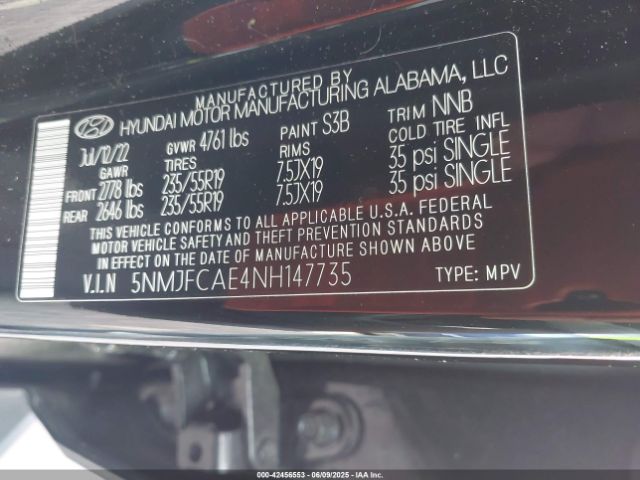 MANUFACTURED BY
HYUNDAI MOTOR MANUFACTURING ALABAMA, LLC
Jul/12/22 GVWR 4761 lbs PAINT S3B TRIM NNB
GAWR TIRES RIMS COLD TIRE INFL
FRONT 2778 lbs 235/55R19 7.5JX19 35 psi SINGLE
REAR 2646 lbs 235/55R19 7.5JX19 35 psi SINGLE
THIS VEHICLE CONFORMS TO ALL APPLICABLE U.S.A. FEDERAL
MOTOR VEHICLE SAFETY AND THEFT PREVENTION STANDARDS
IN EFFECT ON THE DATE OF MANUFACTURE SHOWN ABOVE
V.I.N 5NMJFCAE4NH147735 TYPE: MPV
000-42456553 - 06/09/2025 - IAA, Inc.